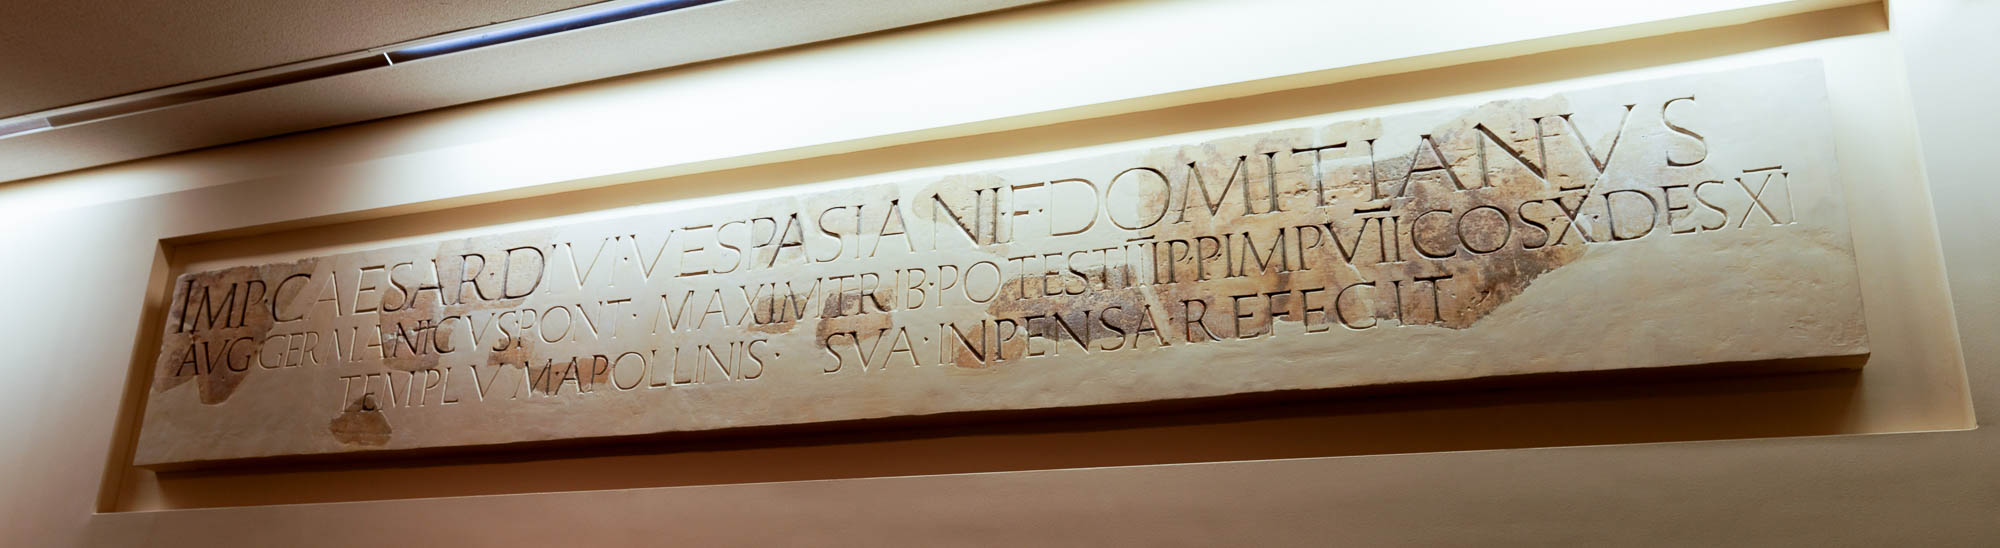 IMP·CAESAR·DIVI·VESPASIANI·F·DOMITIANVS
AVG GERMANICVS PONT· MAXIM TRIB·POTEST III P·P·IMP VIII COS X·DES XI
TEMPLVM·APOLLINIS· SVA·INPENSA·REFECIT